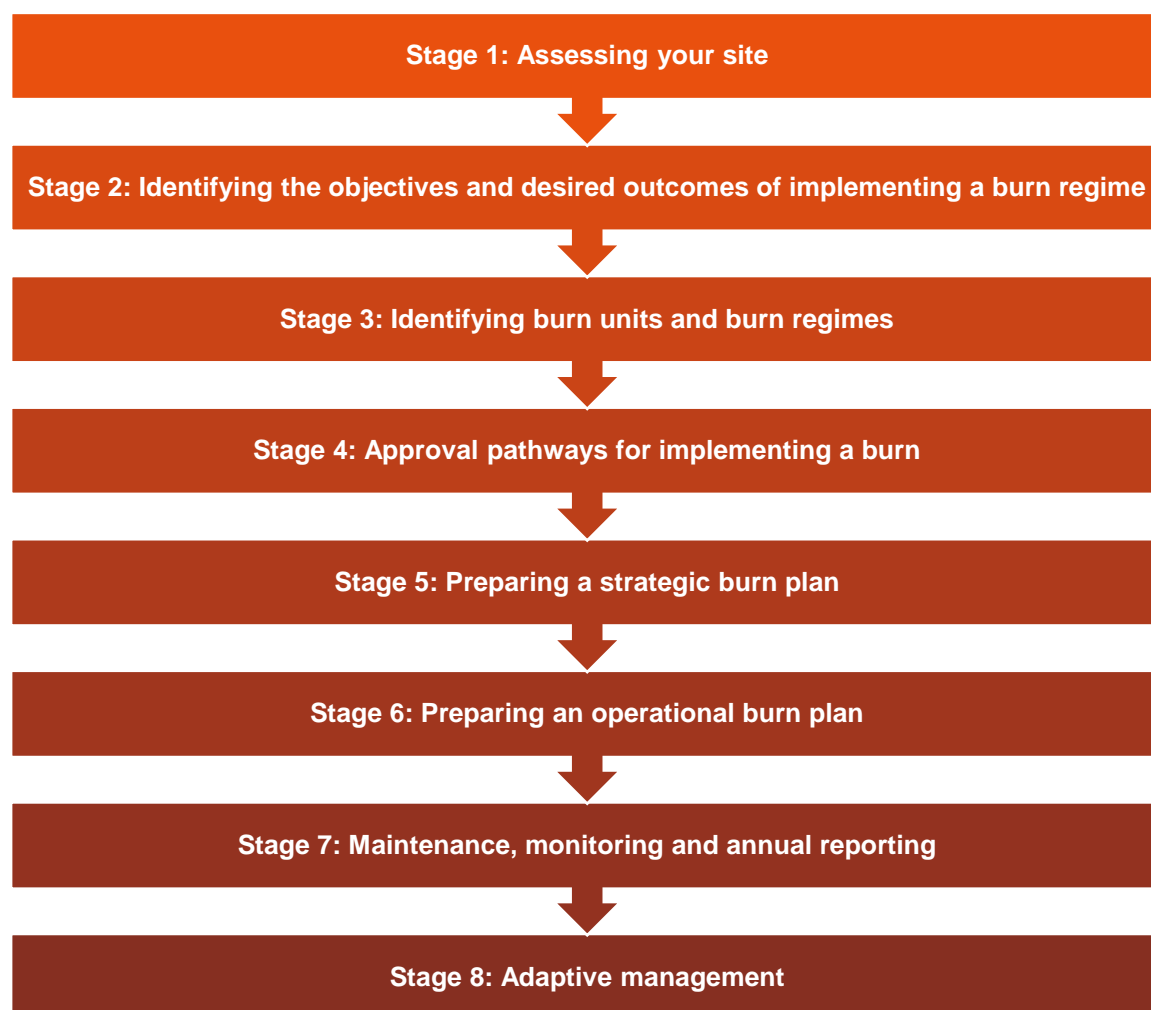 Stage 1: Assessing your site
Stage 2: Identifying the objectives and desired outcomes of implementing a burn regime
Stage 3: Identifying burn units and burn regimes
Stage 4: Approval pathways for implementing a burn
Stage 5: Preparing a strategic burn plan
Stage 6: Preparing an operational burn plan
Stage 7: Maintenance, monitoring and annual reporting
Stage 8: Adaptive management